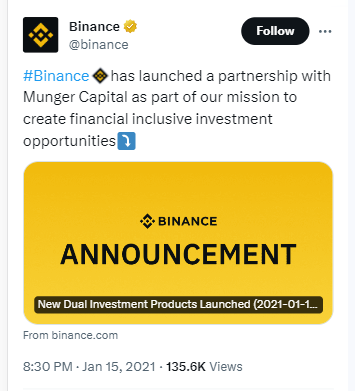 Binance
@binance
Follow
#Binance has launched a partnership with
Munger Capital as part of our mission to
create financial inclusive investment
opportunities
BINANCE
ANNOUNCEMENT
New Dual Investment Products Launched (2021-01-1...
From binance.com
8:30 PM · Jan 15, 2021 · 135.6K Views